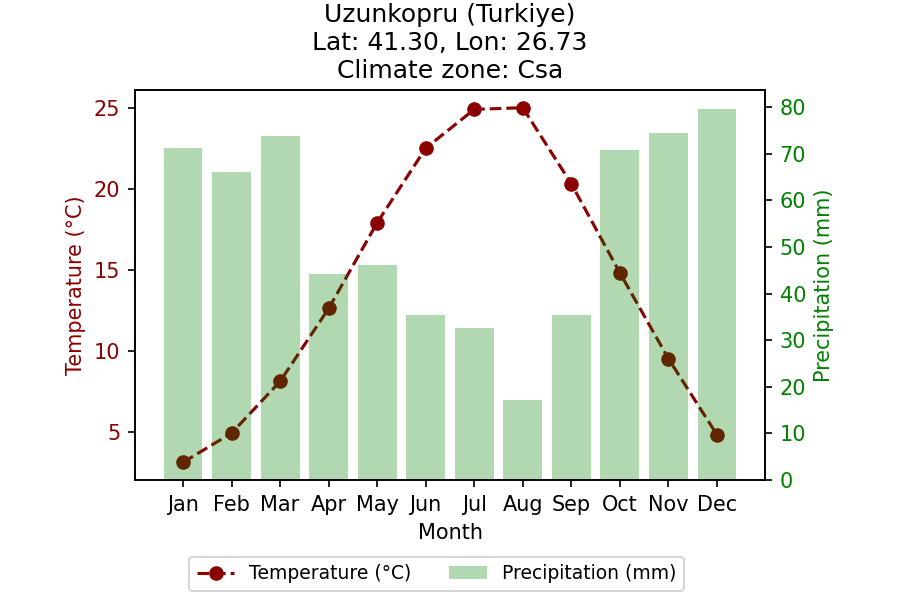 Uzunkopru (Turkiye)
Lat: 41.30, Lon: 26.73
Climate zone: Csa
Temperature (°C)
25
20
15
10
5
Precipitation (mm)
80
70
60
50
40
30
20
10
0
Jan Feb Mar Apr May Jun Jul Aug Sep Oct Nov Dec
Month
Temperature (°C) Precipitation (mm)